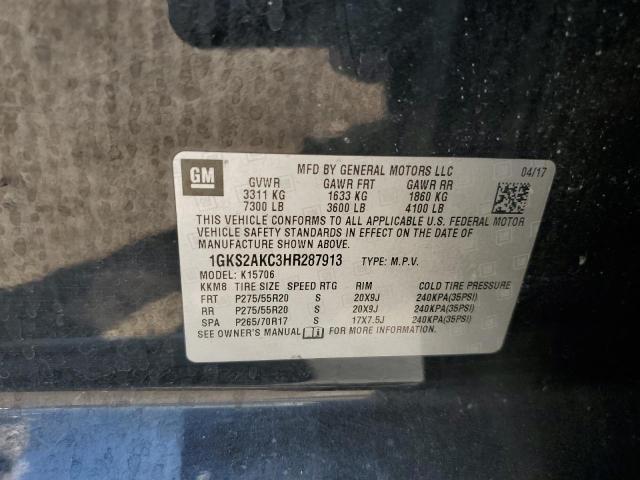 GM
MFD BY GENERAL MOTORS LLC 04/17
GVWR GAWR FRT GAWR RR
3311 KG 1633 KG 1860 KG
7300 LB 3600 LB 4100 LB
THIS VEHICLE CONFORMS TO ALL APPLICABLE U.S. FEDERAL MOTOR
VEHICLE SAFETY STANDARDS IN EFFECT ON THE DATE OF MANUFACTURE
SHOWN ABOVE.
1GKS2AKC3HR287913 TYPE: M.P.V.
MODEL: K15706
KKM8 TIRE SIZE SPEED RTG RIM COLD TIRE PRESSURE
FRT P275/55R20 S 20X9J 240KPA(35PSI)
RR P275/55R20 S 20X9J 240KPA(35PSI)
SPA P265/70R17 S 17X7.5J 240KPA(35PSI)
SEE OWNER'S MANUAL i FOR MORE INFORMATION.